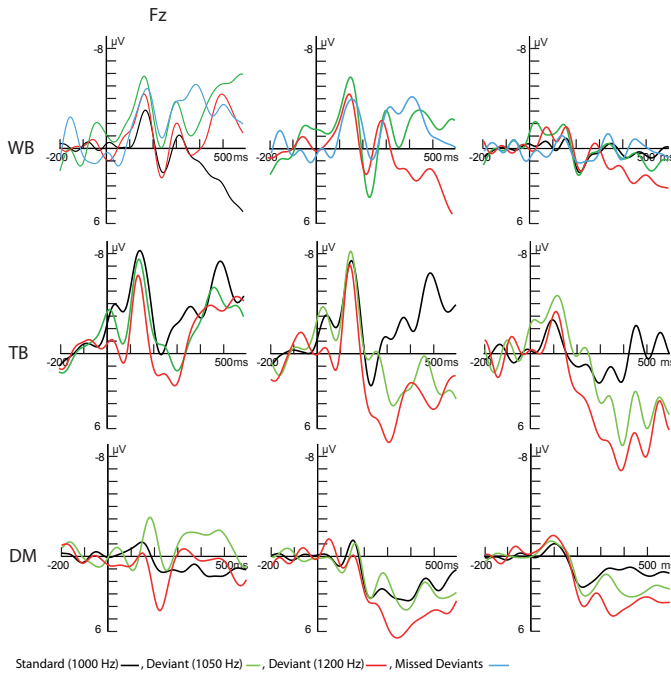 Fz
µV µV µV
-8 -8 -8
WB
-200 500 ms -200 500 ms -200 500 ms
6 6 6
µV µV µV
-8 -8 -8
TB
-200 500 ms -200 500 ms -200 500 ms
6 6 6
µV µV µV
-8 -8 -8
DM
-200 500 ms -200 500 ms -200 500 ms
6 6 6
Standard (1000 Hz) , Deviant (1050 Hz) , Deviant (1200 Hz) , Missed Deviants